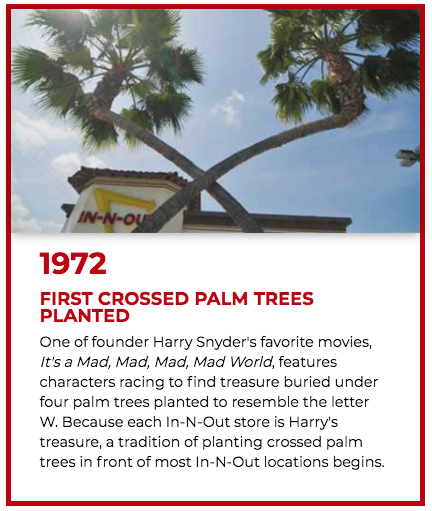 IN-N-OUT
1972
FIRST CROSSED PALM TREES
PLANTED
One of founder Harry Snyder's favorite movies,
It's a Mad, Mad, Mad, Mad World, features
characters racing to find treasure buried under
four palm trees planted to resemble the letter
W. Because each In-N-Out store is Harry's
treasure, a tradition of planting crossed palm
trees in front of most In-N-Out locations begins.